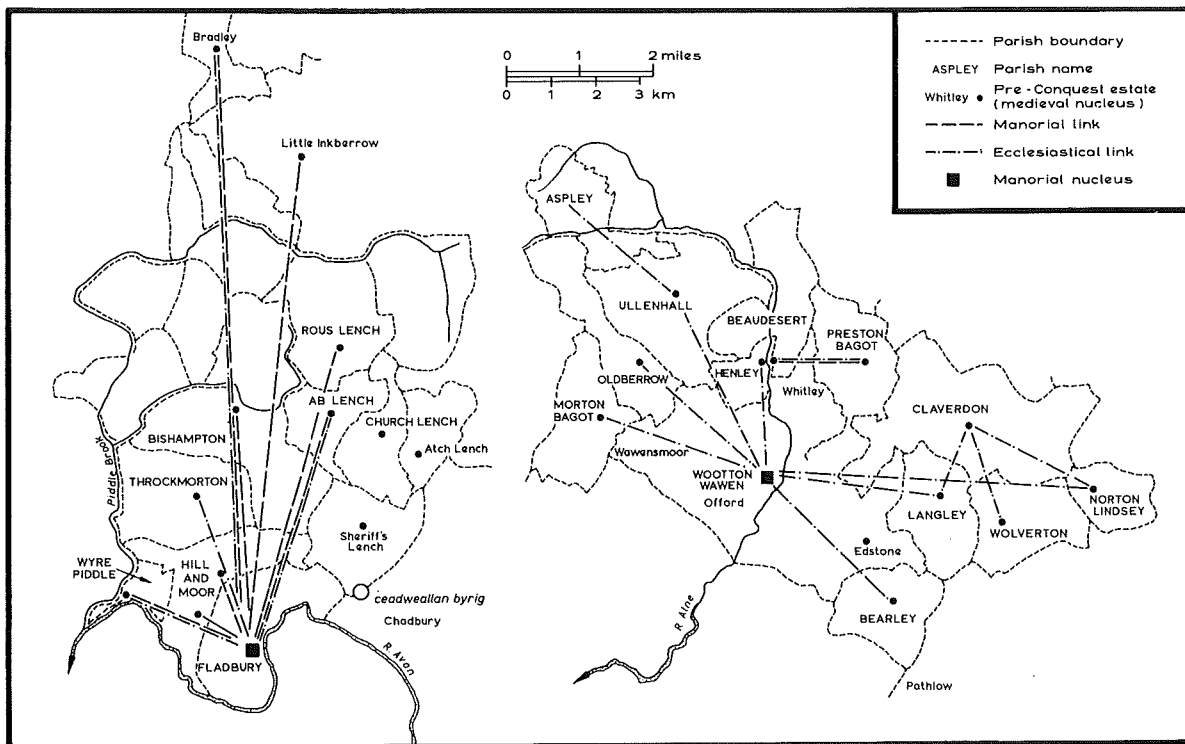 Bradley
Little Inkberrow
ROUS LENCH
AB LENCH
CHURCH LENCH
Atch Lench
BISHAMPTON
Piddle Brook
THROCKMORTON
Sheriff's
Lench
WYRE
PIDDLE
HILL
AND
MOOR
ceadweallan byrig
Chadbury
FLADBURY
R Avon
0 1 2 miles
0 1 2 3 km
ASPLEY
ULLENHALL
BEAUDESERT
PRESTON
BAGOT
OLDBERROW
HENLEY
Whitley
MORTON
BAGOT
CLAVERDON
Wawensmoor
WOOTTON
WAWEN
Offord
LANGLEY
NORTON
LINDSEY
WOLVERTON
Edstone
BEARLEY
R Alne
Pathlow
Parish boundary
ASPLEY Parish name
Whitley Pre-Conquest estate
(medieval nucleus)
Manorial link
Ecclesiastical link
Manorial nucleus